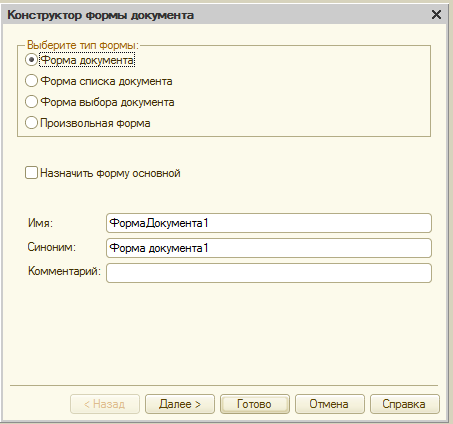 Конструктор формы документа
Выберите тип формы:
Форма документа
Форма списка документа
Форма выбора документа
Произвольная форма
Назначить форму основной
Имя: ФормаДокумента1
Синоним: Форма документа1
Комментарий:
< Назад Далее > Готово Отмена Справка